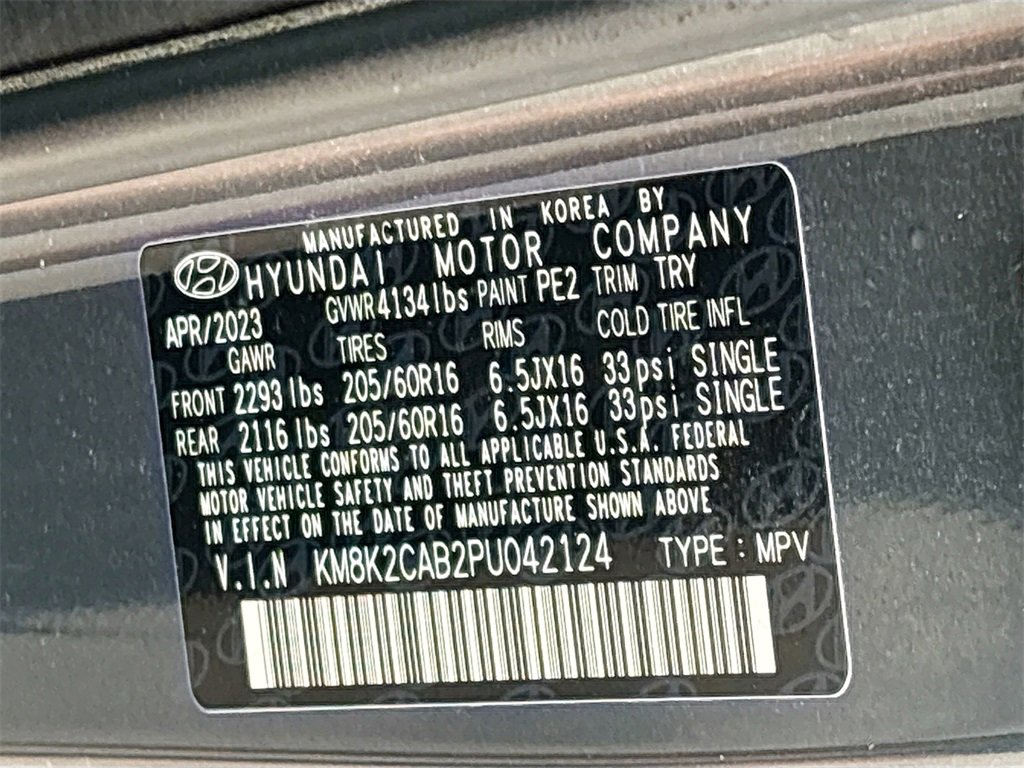 MANUFACTURED IN KOREA BY
HYUNDAI MOTOR COMPANY
APR/2023 GVWR 4134 lbs PAINT PE2 TRIM TRY
GAWR TIRES RIMS COLD TIRE INFL
FRONT 2293 lbs 205/60R16 6.5JX16 33psi SINGLE
REAR 2116 lbs 205/60R16 6.5JX16 33psi SINGLE
THIS VEHICLE CONFORMS TO ALL APPLICABLE U.S.A. FEDERAL
MOTOR VEHICLE SAFETY AND THEFT PREVENTION STANDARDS
IN EFFECT ON THE DATE OF MANUFACTURE SHOWN ABOVE
V.I.N KM8K2CAB2PU042124 TYPE : MPV